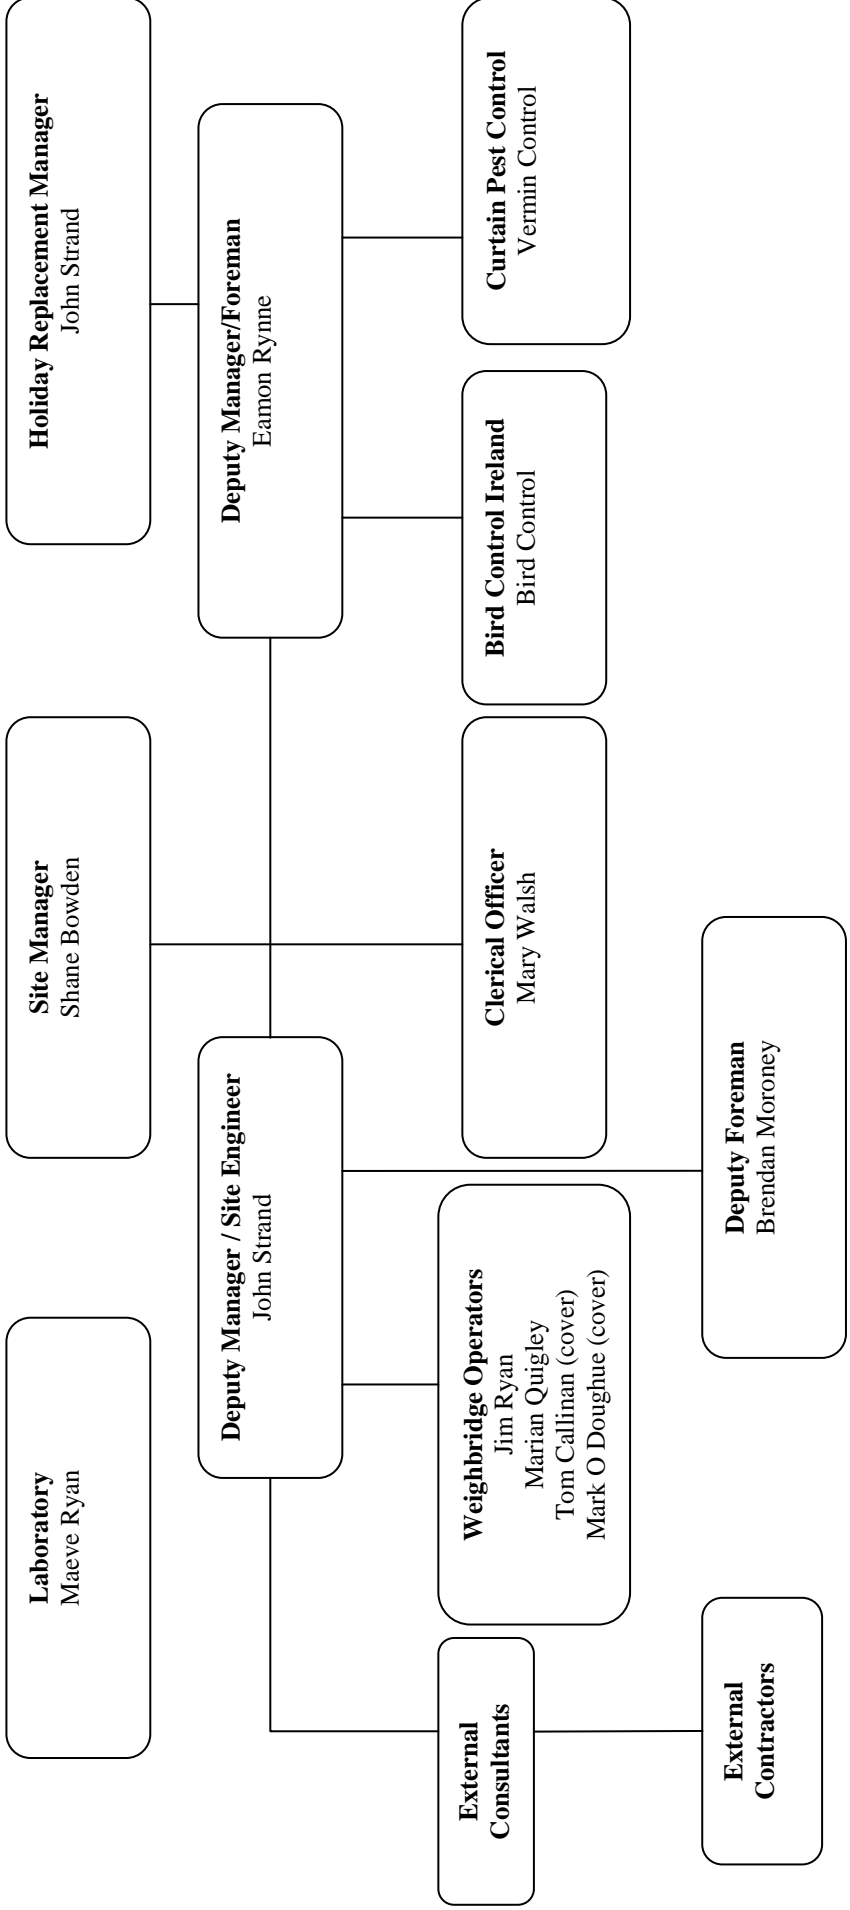 Laboratory
Maeve Ryan
Site Manager
Shane Bowden
Holiday Replacement Manager
John Strand
Deputy Manager / Site Engineer
John Strand
Deputy Manager/Foreman
Eamon Rynne
External
Consultants
Weighbridge Operators
Jim Ryan
Marian Quigley
Tom Callinan (cover)
Mark O Doughue (cover)
Clerical Officer
Mary Walsh
Bird Control Ireland
Bird Control
Curtain Pest Control
Vermin Control
External
Contractors
Deputy Foreman
Brendan Moroney